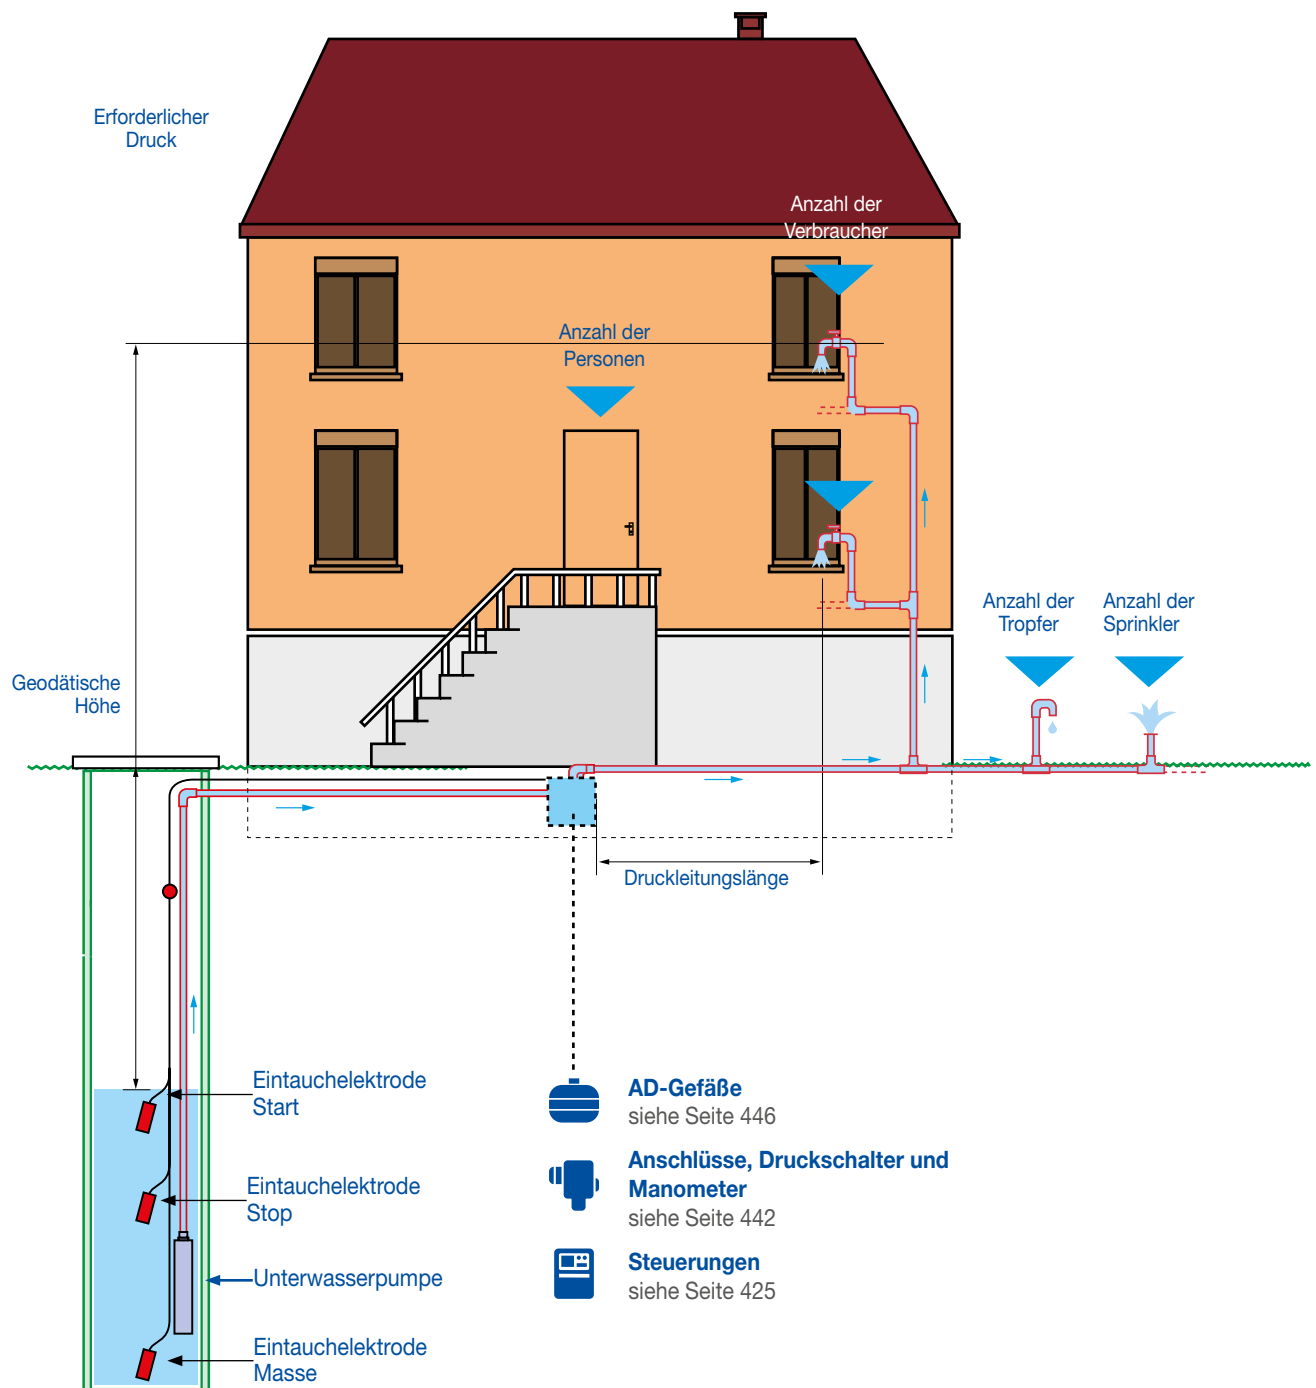 Erforderlicher
Druck
Anzahl der
Verbraucher
Anzahl der
Personen
Anzahl der
Tropfer
Anzahl der
Sprinkler
Geodätische
Höhe
Druckleitungslänge
Eintauchelektrode
Start
Eintauchelektrode
Stop
Unterwasserpumpe
Eintauchelektrode
Masse
AD-Gefäße
siehe Seite 446
Anschlüsse, Druckschalter und
Manometer
siehe Seite 442
Steuerungen
siehe Seite 425